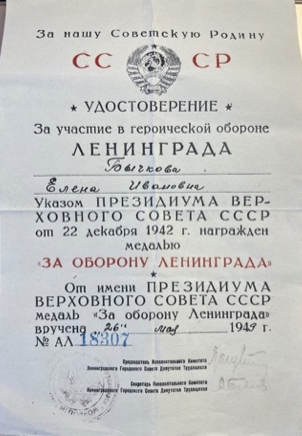 За нашу Советскую Родину
СС СР
★ УДОСТОВЕРЕНИЕ ★
За участие в героической обороне
ЛЕНИНГРАДА
Бычкова
Елена Ивановна
Указом ПРЕЗИДИУМА ВЕР-
ХОВНОГО СОВЕТА СССР
от 22 декабря 1942 г. награжден
медалью
«ЗА ОБОРОНУ ЛЕНИНГРАДА»
★
От имени ПРЕЗИДИУМА
ВЕРХОВНОГО СОВЕТА СССР
медаль «За оборону Ленинграда»
вручена „26“ мая 1949 г.
№ АЛ 18307
Председатель Исполнительного Комитета
Ленинградского Городского Совета Депутатов Трудящихся
Секретарь Исполнительного Комитета
Ленинградского Городского Совета Депутатов Трудящихся